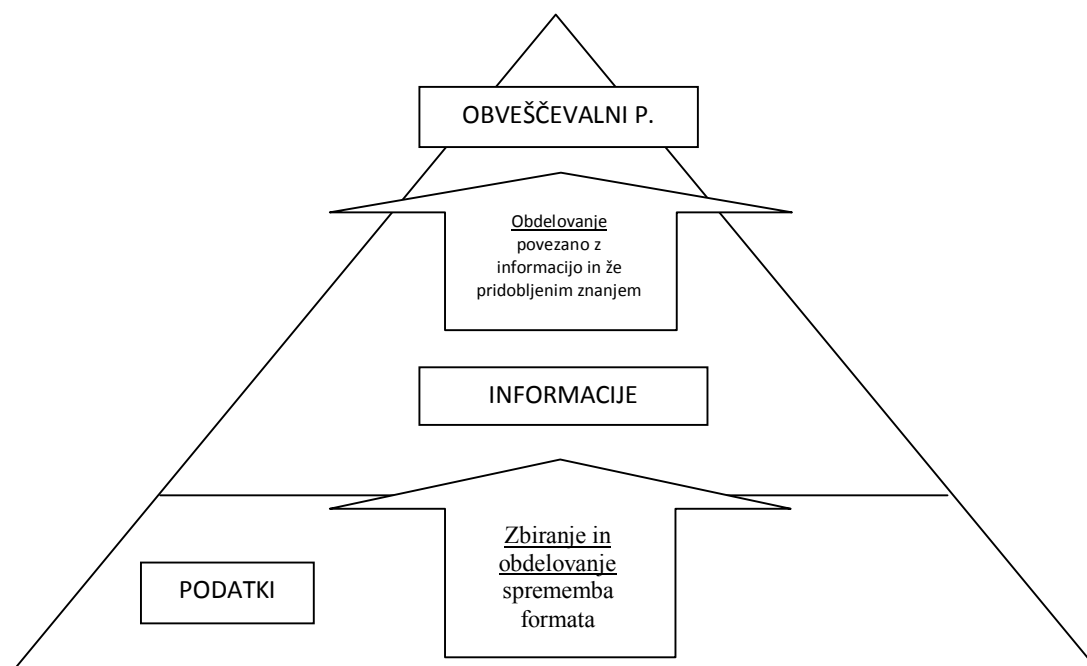 OBVEŠČEVALNI P.
Obdelovanje
povezano z
informacijo in že
pridobljenim znanjem
INFORMACIJE
Zbiranje in
obdelovanje
sprememba
formata
PODATKI